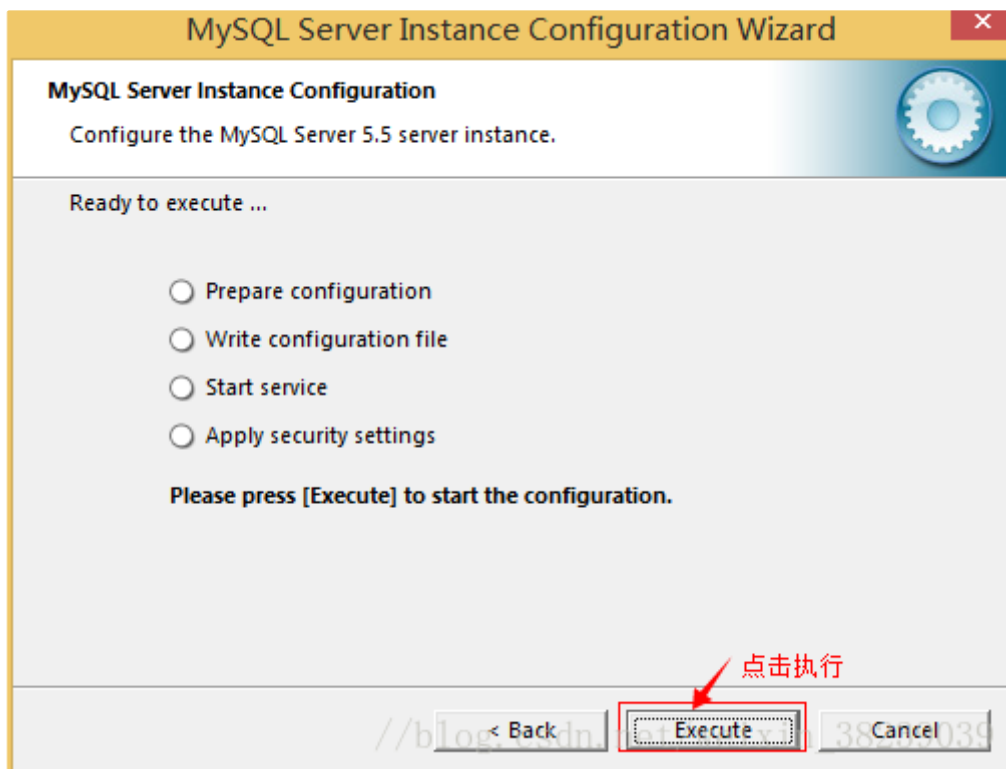 MySQL Server Instance Configuration Wizard
MySQL Server Instance Configuration
Configure the MySQL Server 5.5 server instance.
Ready to execute ...
Prepare configuration
Write configuration file
Start service
Apply security settings
Please press [Execute] to start the configuration.
点击执行
< Back
Execute
Cancel